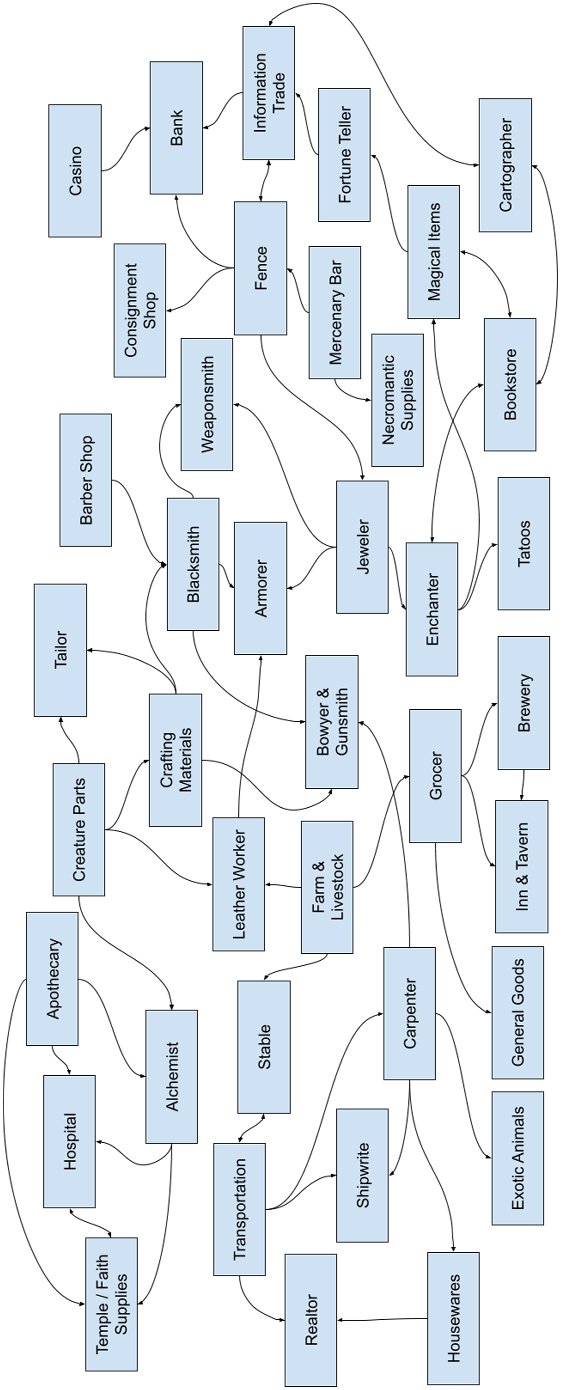 Temple / Faith
Supplies
Hospital
Apothecary
Creature Parts
Tailor
Barber Shop
Casino
Alchemist
Crafting
Materials
Blacksmith
Consignment
Shop
Bank
Transportation
Stable
Leather Worker
Armorer
Weaponsmith
Fence
Information
Trade
Realtor
Shipwrite
Farm &
Livestock
Bowyer &
Gunsmith
Jeweler
Necromantic
Supplies
Mercenary Bar
Fortune Teller
Housewares
Carpenter
Grocer
Enchanter
Magical Items
Exotic Animals
General Goods
Inn & Tavern
Brewery
Tatoos
Bookstore
Cartographer